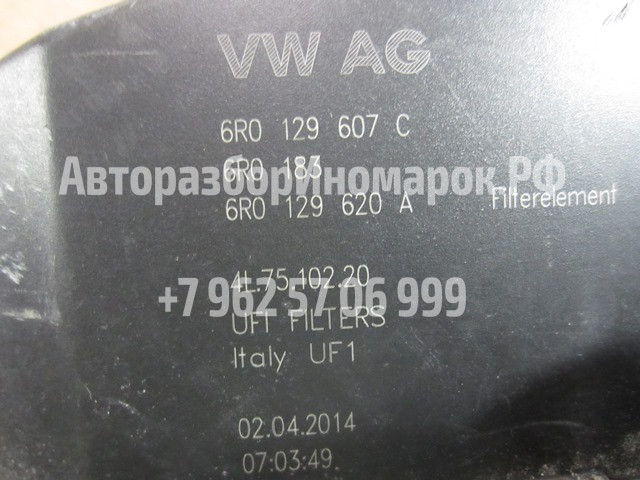 VW AG
6R0 129 607 C
6R0 183
АвторазборИномарок.РФ
6R0 129 620 A Filterelement
4L.75.102.20
+7 962 57 06 999
UFI FILTERS
Italy UF1
02.04.2014
07:03:49